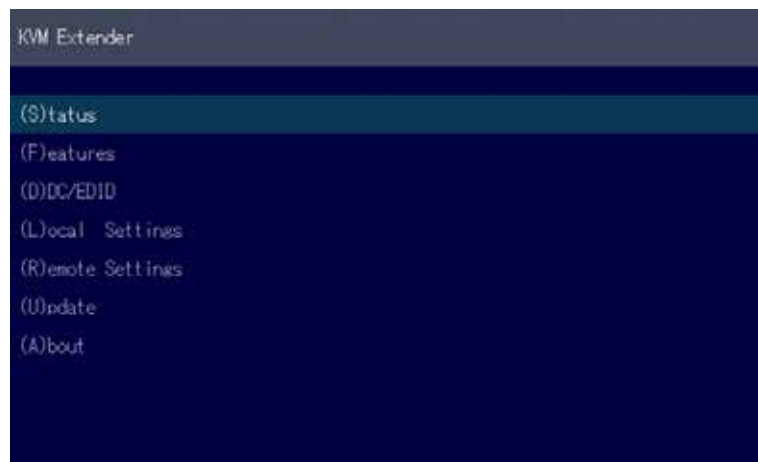 KVM Extender
(S)tatus
(F)eatures
(D)DC/EDID
(L)ocal  Settings
(R)emote Settings
(U)pdate
(A)bout